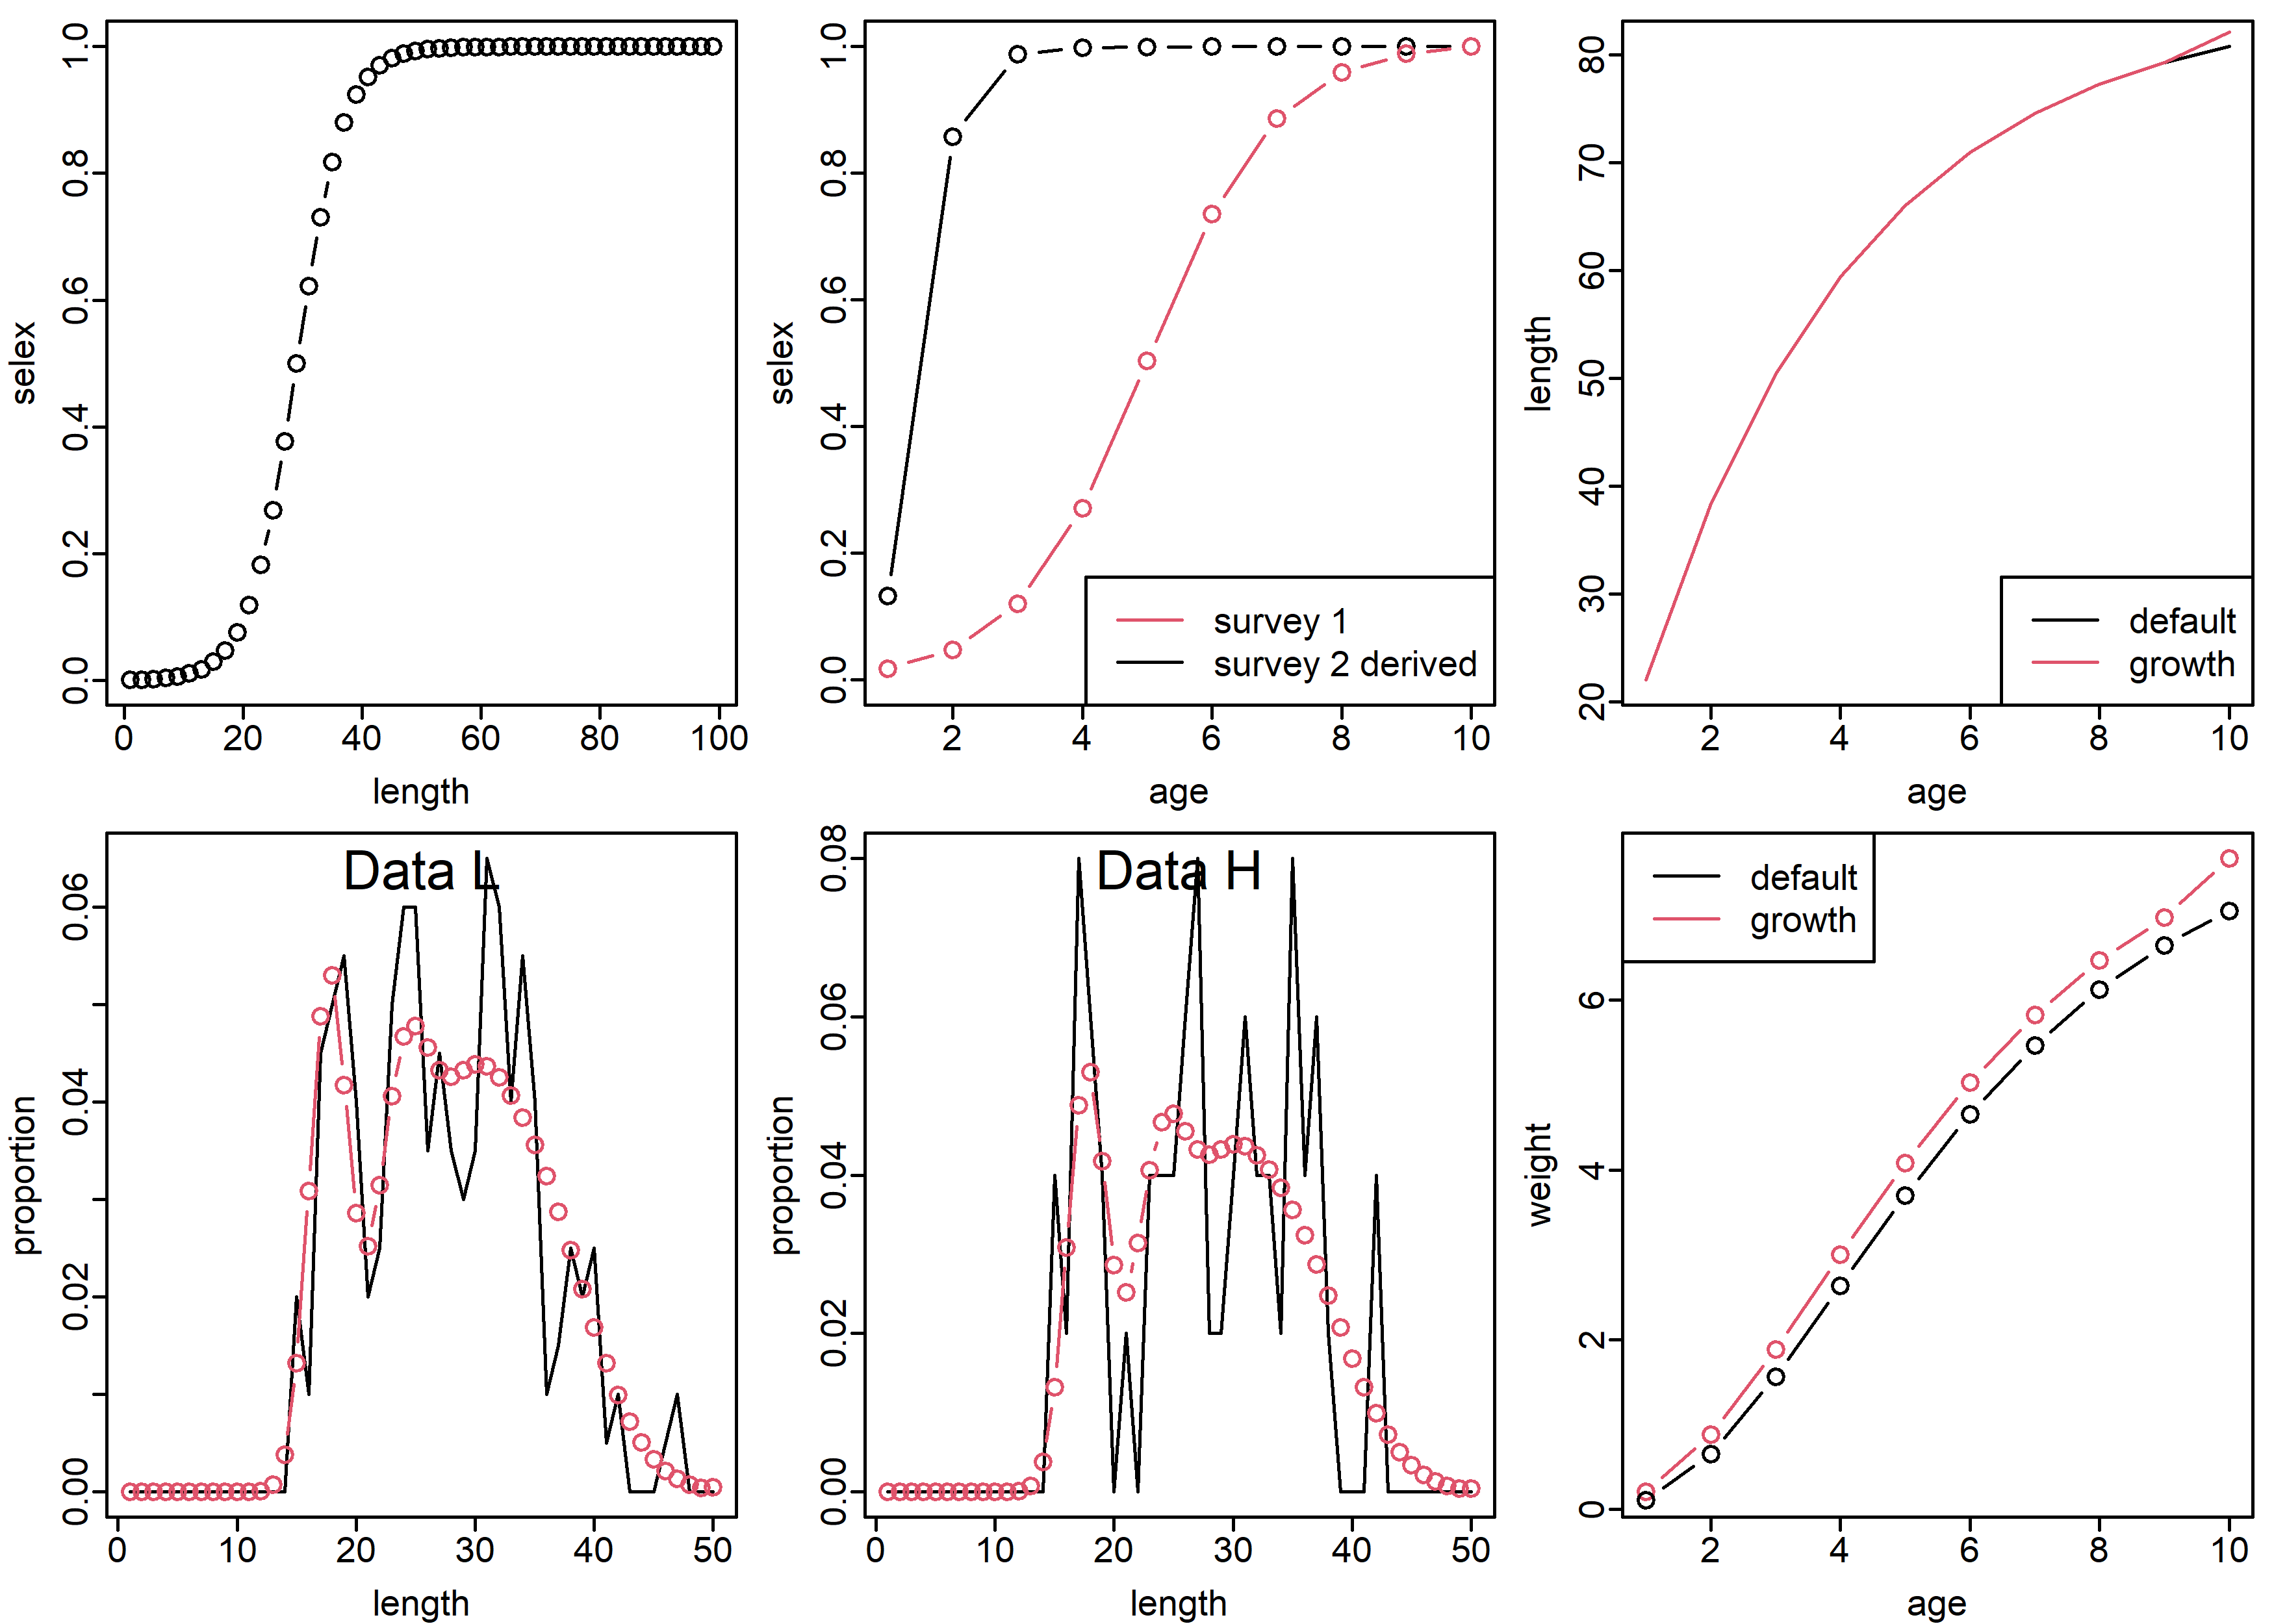 1.0
0.8
0.6
0.4
0.2
0.0
selex
0 20 40 60 80 100
length
1.0
0.8
0.6
0.4
0.2
0.0
selex
survey 1
survey 2 derived
2 4 6 8 10
age
80
70
60
50
40
30
20
length
default
growth
2 4 6 8 10
age
Data L
0.06
0.04
0.02
0.00
proportion
0 10 20 30 40 50
length
Data H
0.08
0.06
0.04
0.02
0.00
proportion
0 10 20 30 40 50
length
default
growth
6
4
2
0
weight
2 4 6 8 10
age